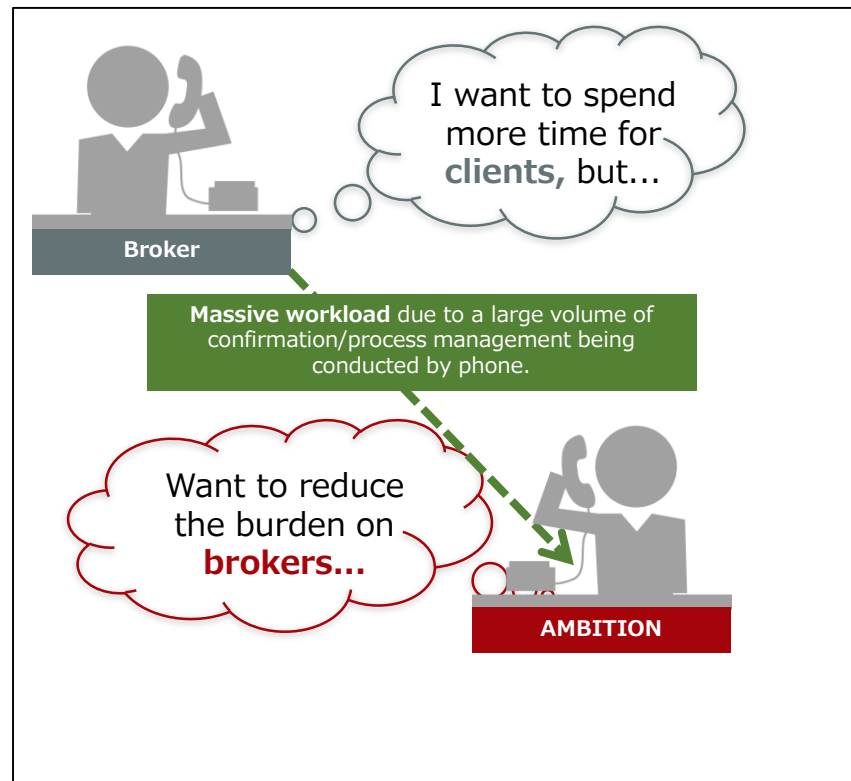 I want to spend
more time for
clients, but...
Broker
Massive workload due to a large volume of
confirmation/process management being
conducted by phone.
Want to reduce
the burden on
brokers...
AMBITION